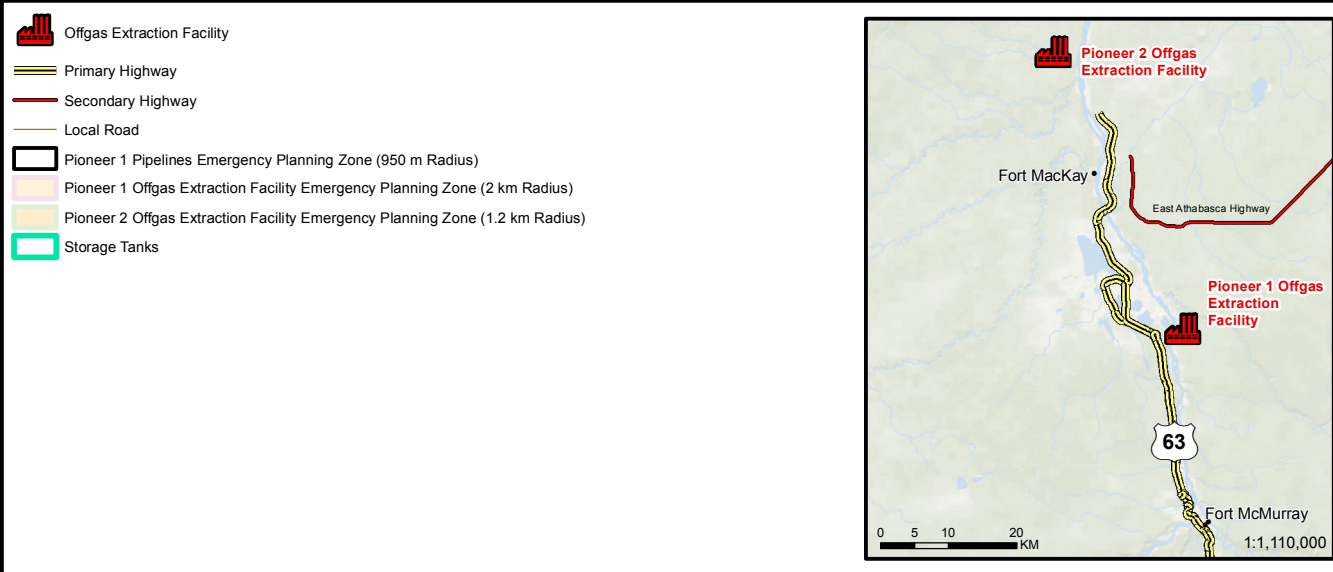 Offgas Extraction Facility
Primary Highway
Secondary Highway
Local Road
Pioneer 1 Pipelines Emergency Planning Zone (950 m Radius)
Pioneer 1 Offgas Extraction Facility Emergency Planning Zone (2 km Radius)
Pioneer 2 Offgas Extraction Facility Emergency Planning Zone (1.2 km Radius)
Storage Tanks
Pioneer 2 Offgas
Extraction Facility
Fort MacKay
East Athabasca Highway
Pioneer 1 Offgas
Extraction
Facility
63
Fort McMurray
0 5 10 20
KM
1:1,110,000